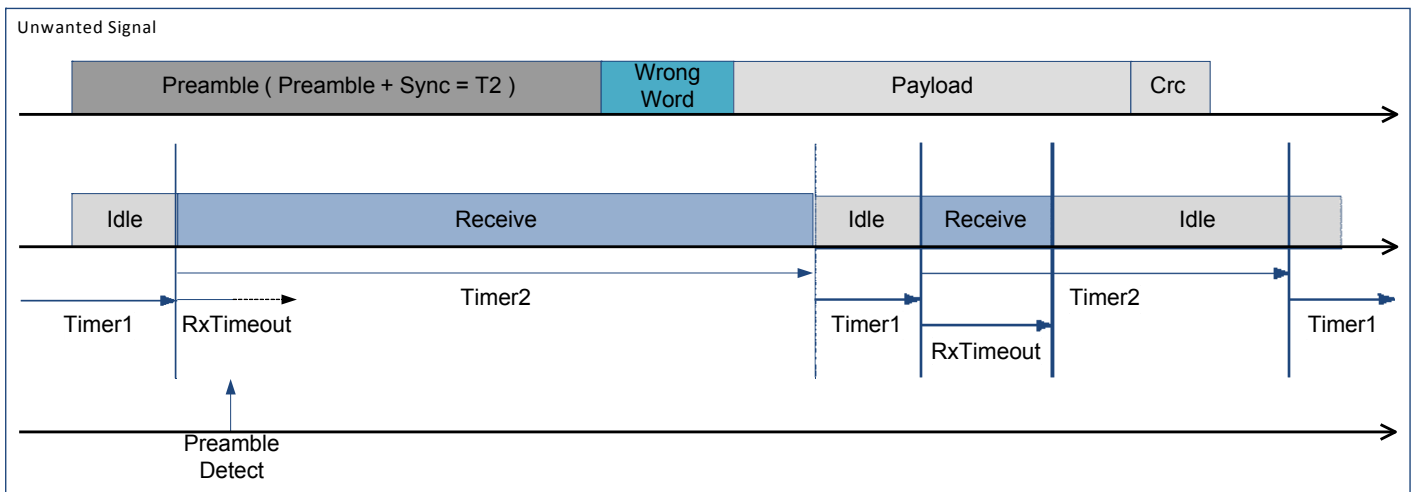 Unwanted Signal
Preamble ( Preamble + Sync = T2 )
Wrong
Word
Payload
Crc
Idle
Receive
Idle
Receive
Idle
Timer2
Timer2
Timer1
RxTimeout
Timer1
Timer1
RxTimeout
Preamble
Detect